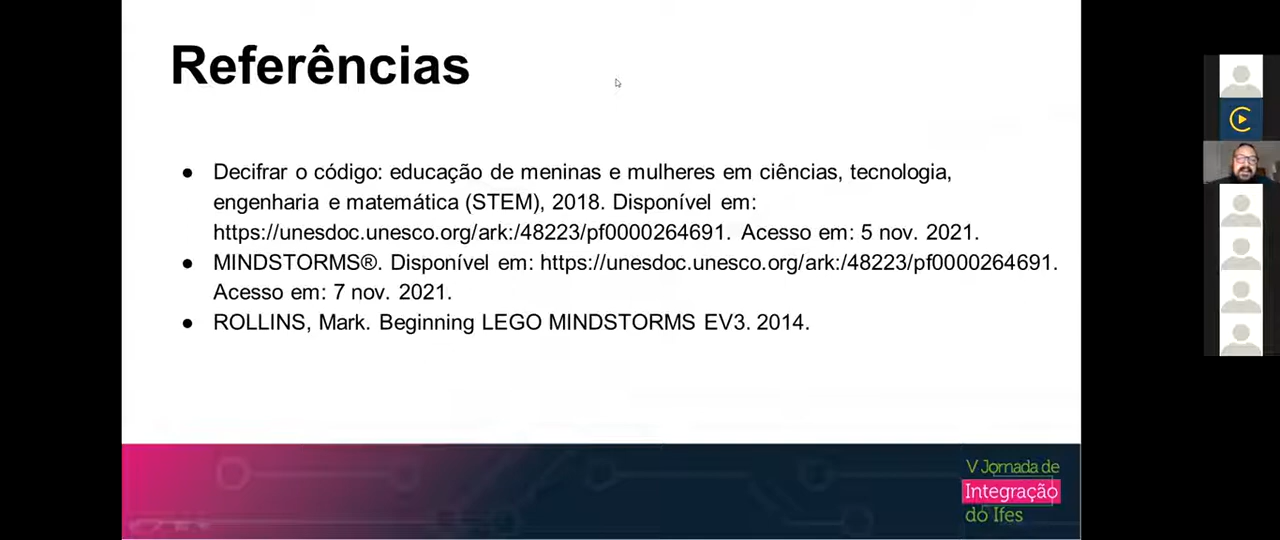 Referências
● Decifrar o código: educação de meninas e mulheres em ciências, tecnologia,
engenharia e matemática (STEM), 2018. Disponível em:
https://unesdoc.unesco.org/ark:/48223/pf0000264691. Acesso em: 5 nov. 2021.
● MINDSTORMS®. Disponível em: https://unesdoc.unesco.org/ark:/48223/pf0000264691.
Acesso em: 7 nov. 2021.
● ROLLINS, Mark. Beginning LEGO MINDSTORMS EV3. 2014.
V Jornada de
Integração
do Ifes